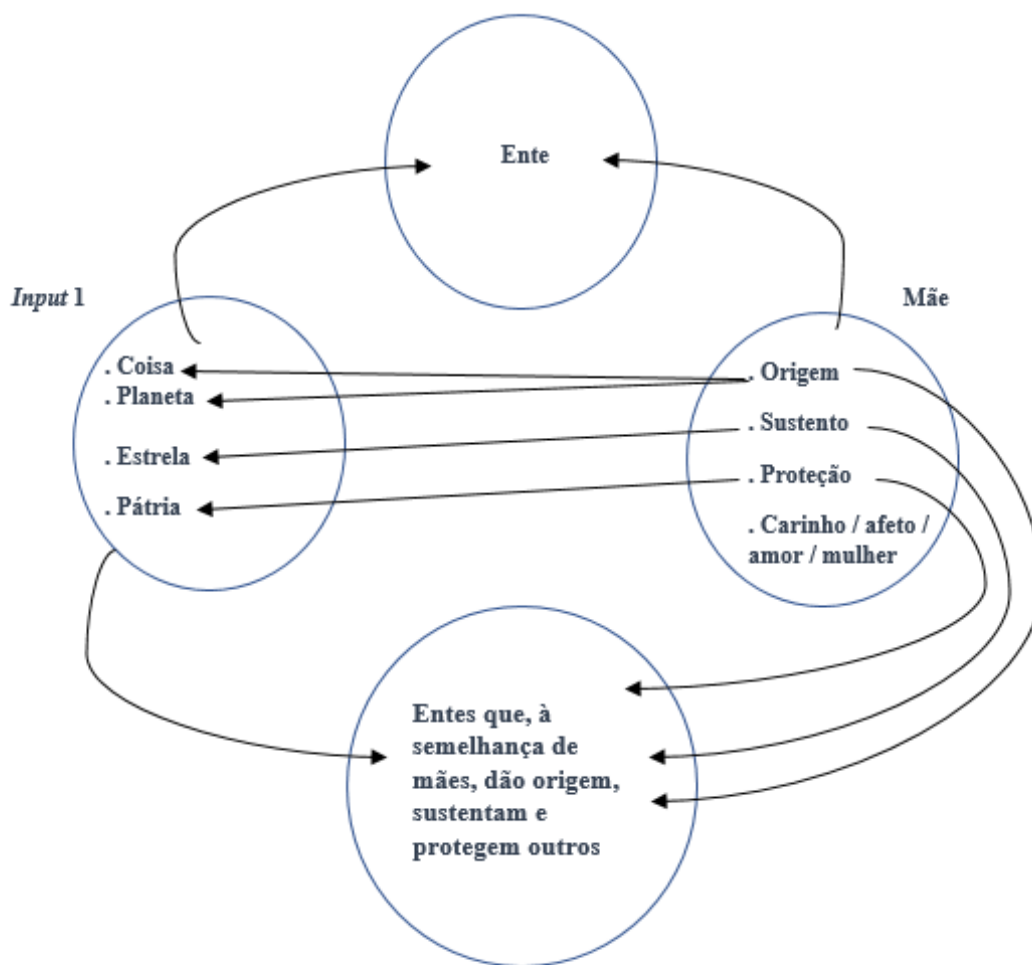 Ente
Input 1
. Coisa
. Planeta
. Estrela
. Pátria
Mãe
. Origem
. Sustento
. Proteção
. Carinho / afeto /
amor / mulher
Entes que, à
semelhança de
mães, dão origem,
sustentam e
protegem outros